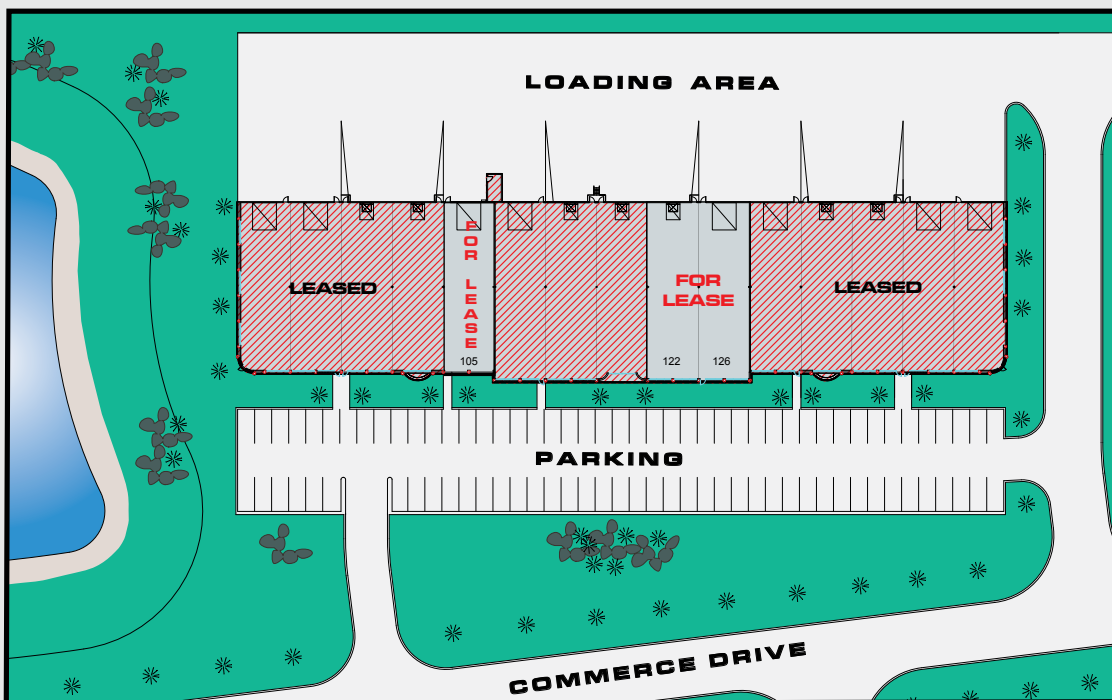 LOADING AREA
FOR LEASE
LEASED
FOR
LEASE
LEASED
105
122
126
PARKING
COMMERCE DRIVE